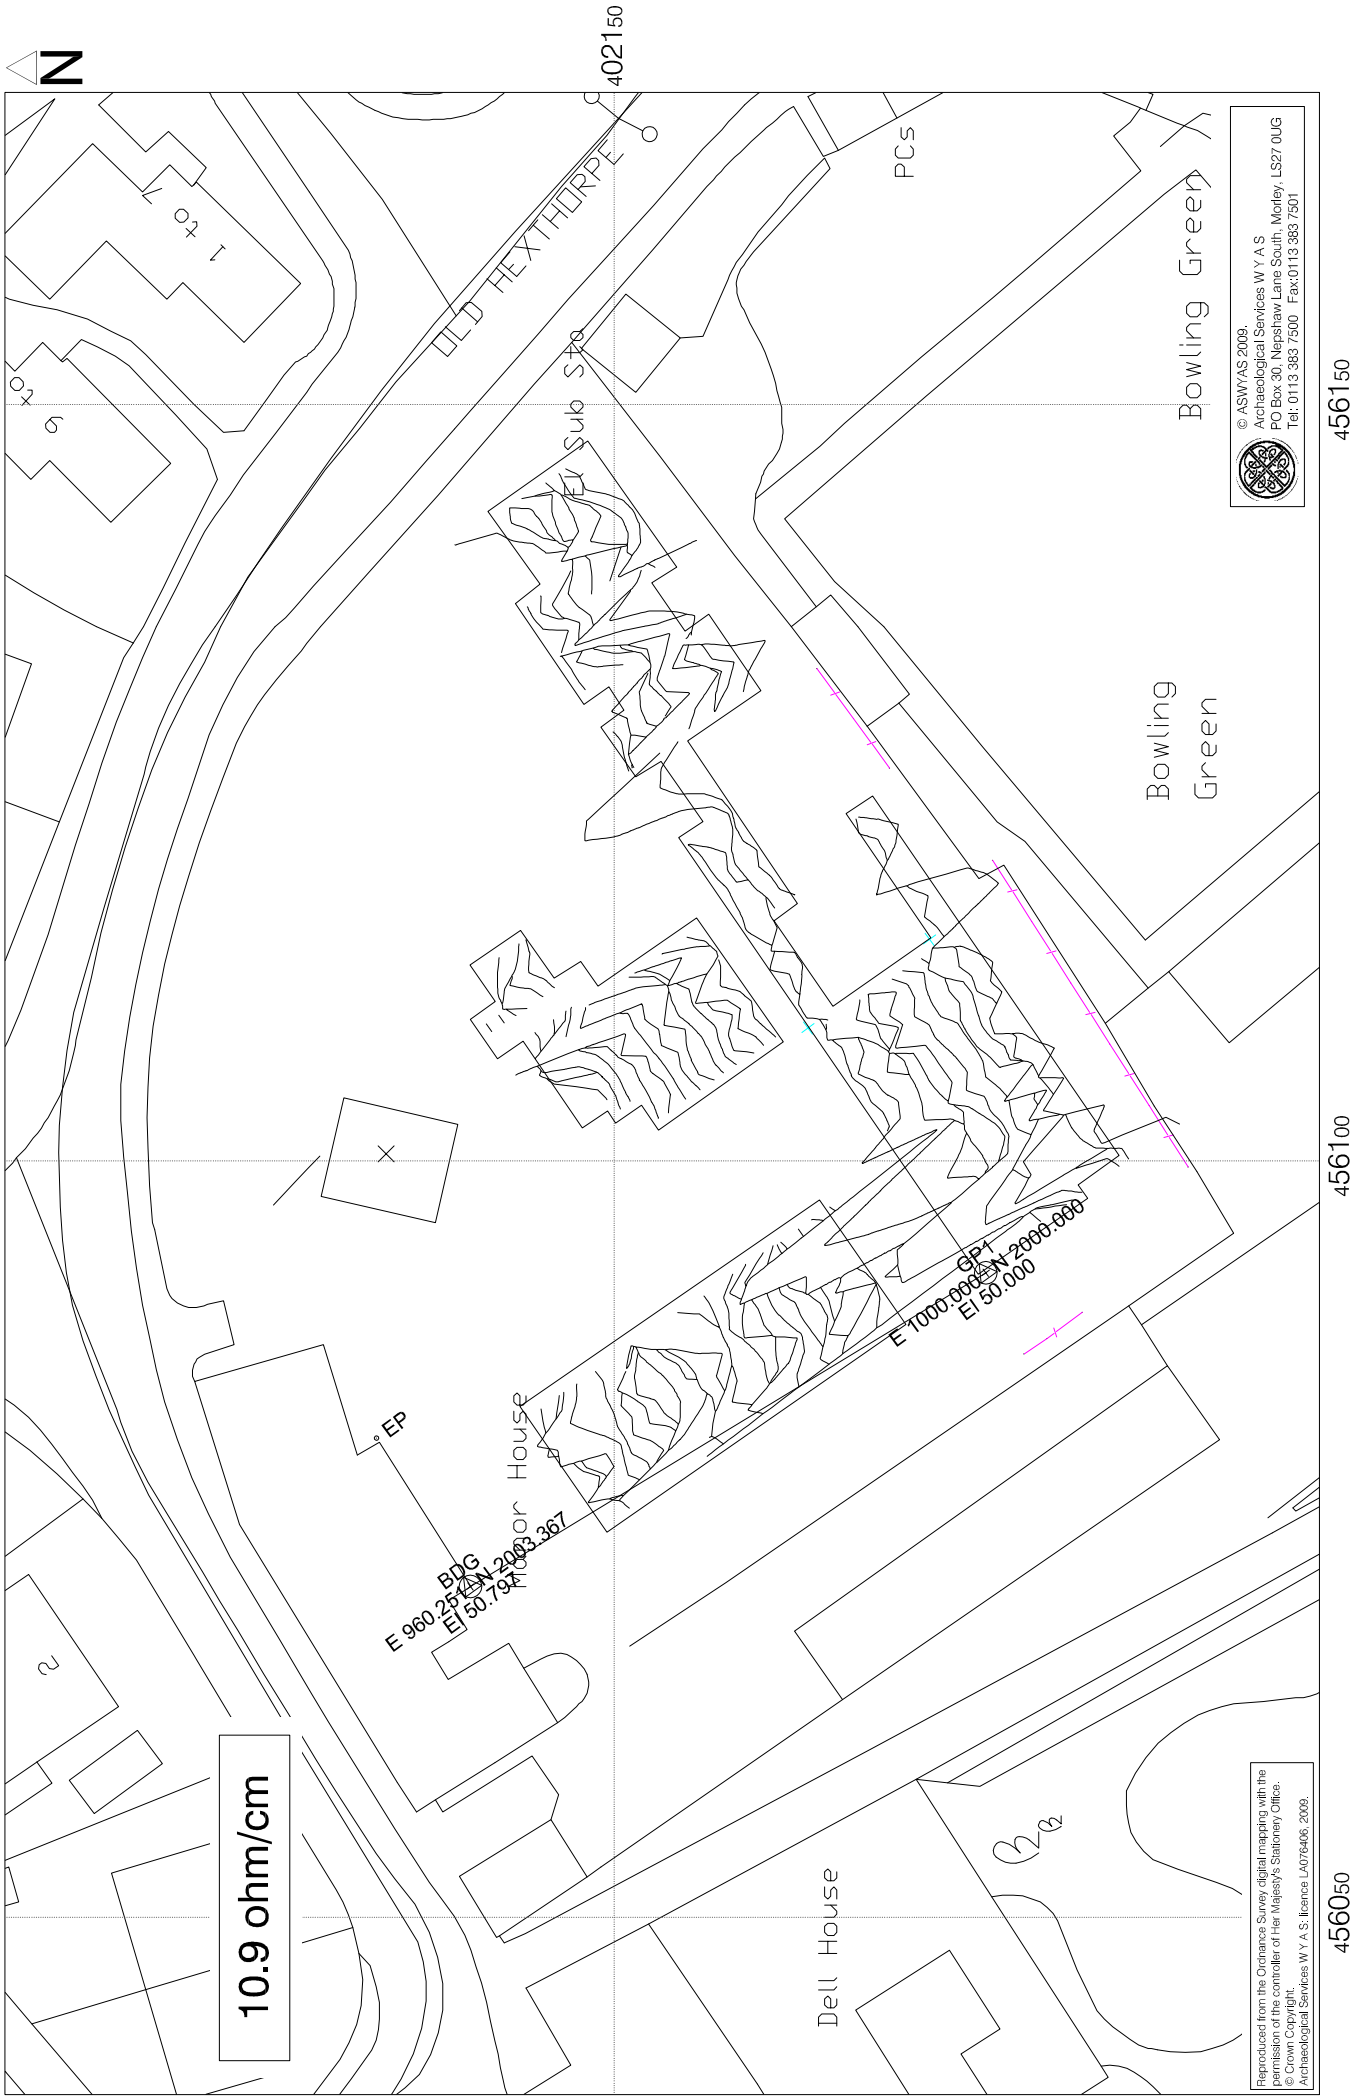 N
402150
OLD HEXTHORPE
1 to 7
6
to
El Sub Sta
PCs
Bowling Green
Bowling
Green
456150
456100
456050
© ASWYAS 2009.
Archaeological Services W Y A S
PO Box 30, Nepshaw Lane South, Morley, LS27 0UG
Tel: 0113 383 7500 Fax:0113 383 7501
GP1
E 1000.000 N 2000.000
El 50.000
EP
Manor House
BDG
E 960.251 N 2003.367
El 50.797
2
10.9 ohm/cm
Dell House
Reproduced from the Ordnance Survey digital mapping with the
permission of the controller of Her Majesty's Stationery Office.
© Crown Copyright.
Archaeological Services W Y A S: licence LA076406, 2009.